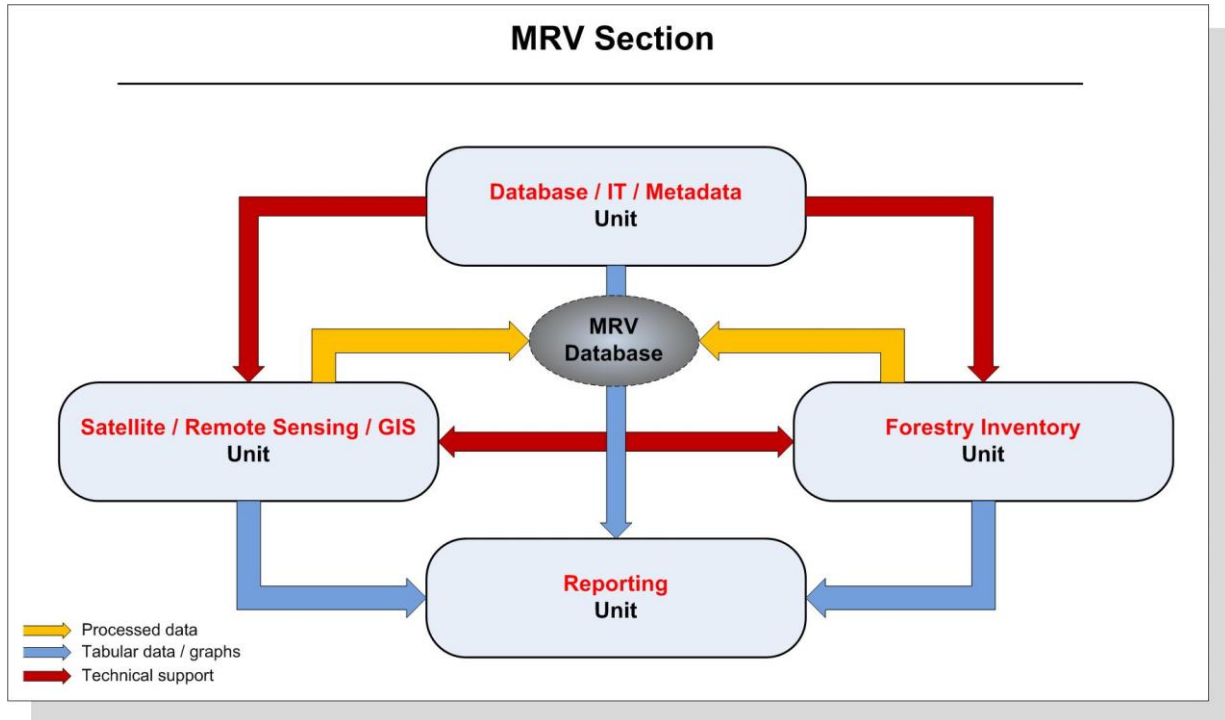 MRV Section
Database / IT / Metadata
Unit
MRV
Database
Satellite / Remote Sensing / GIS
Unit
Forestry Inventory
Unit
Reporting
Unit
Processed data
Tabular data / graphs
Technical support